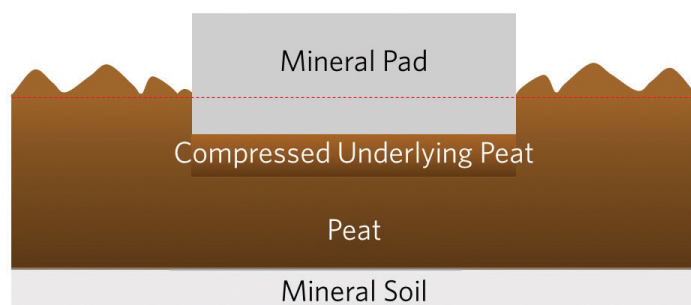 Mineral Pad
Compressed Underlying Peat
Peat
Mineral Soil